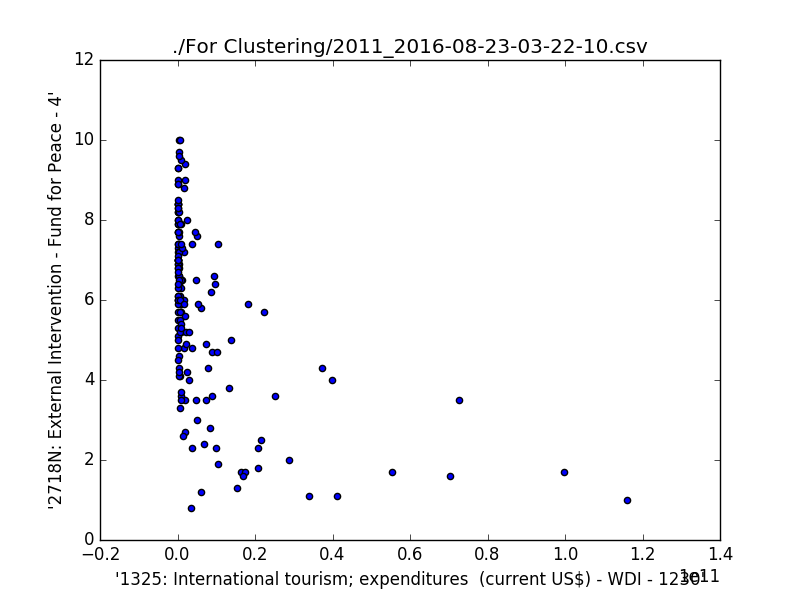 ./For Clustering/2011_2016-08-23-03-22-10.csv
'2718N: External Intervention - Fund for Peace - 4'
12
10
8
6
4
2
0
−0.2 0.0 0.2 0.4 0.6 0.8 1.0 1.2 1.4
1e11
'1325: International tourism; expenditures (current US$) - WDI - 1230'